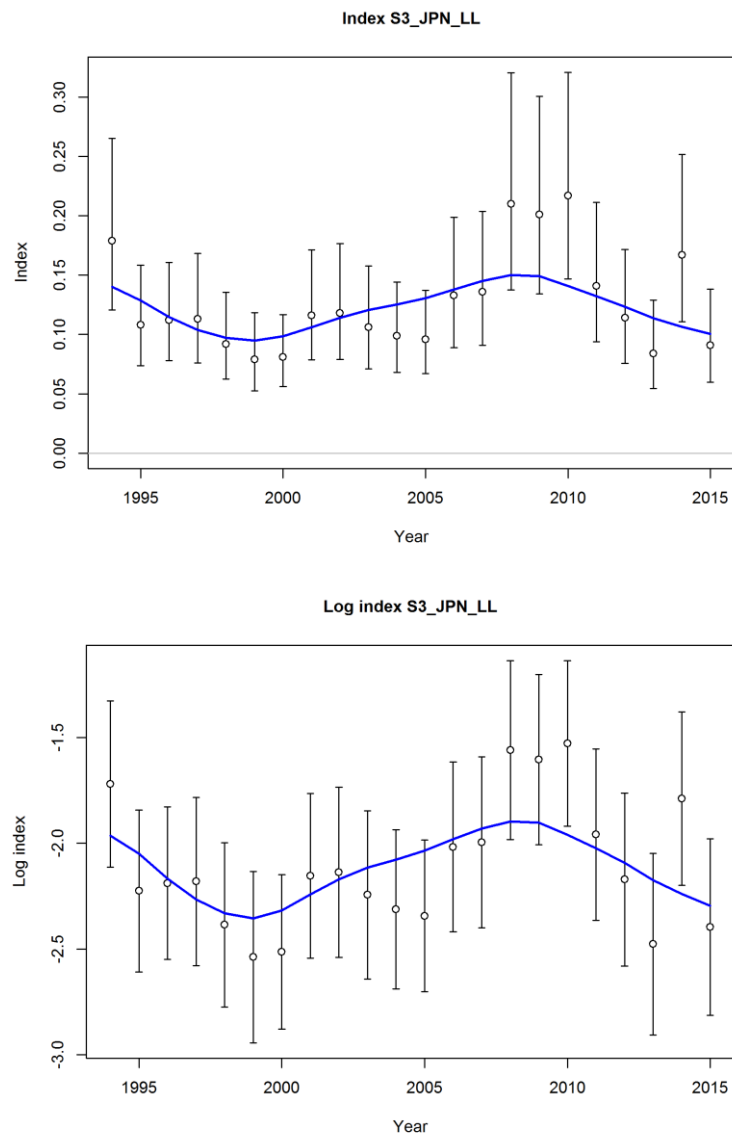 Index S3_JPN_LL
Index
0.30
0.25
0.20
0.15
0.10
0.05
0.00
1995 2000 2005 2010 2015
Year
Log index S3_JPN_LL
Log index
-1.5
-2.0
-2.5
-3.0
1995 2000 2005 2010 2015
Year